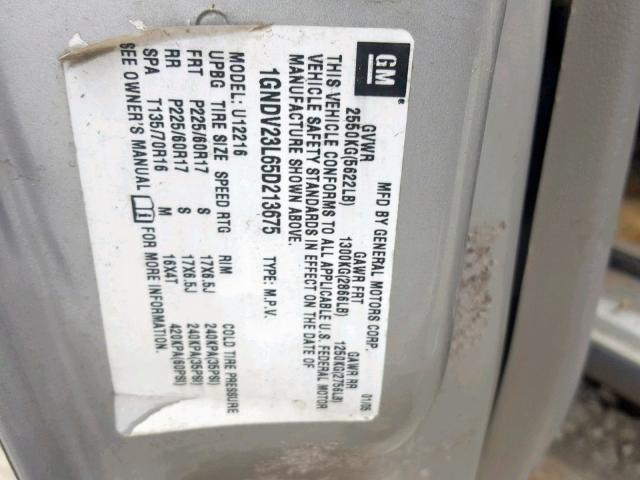 GM
MFD BY GENERAL MOTORS CORP. 01/05
GVWR GAWR FRT GAWR RR
2550KG(5622LB) 1300KG(2866LB) 1250KG(2756LB)
THIS VEHICLE CONFORMS TO ALL APPLICABLE U.S. FEDERAL MOTOR
VEHICLE SAFETY STANDARDS IN EFFECT ON THE DATE OF
MANUFACTURE SHOWN ABOVE.
1GNDV23L65D213675 TYPE: M.P.V.
MODEL: U12216
UPBG TIRE SIZE SPEED RTG RIM COLD TIRE PRESSURE
FRT P225/60R17 S 17X6.5J 240KPA(35PSI)
RR P225/60R17 S 17X6.5J 240KPA(35PSI)
SPA T135/70R16 M 16X4T 420KPA(60PSI)
SEE OWNER'S MANUAL FOR MORE INFORMATION.